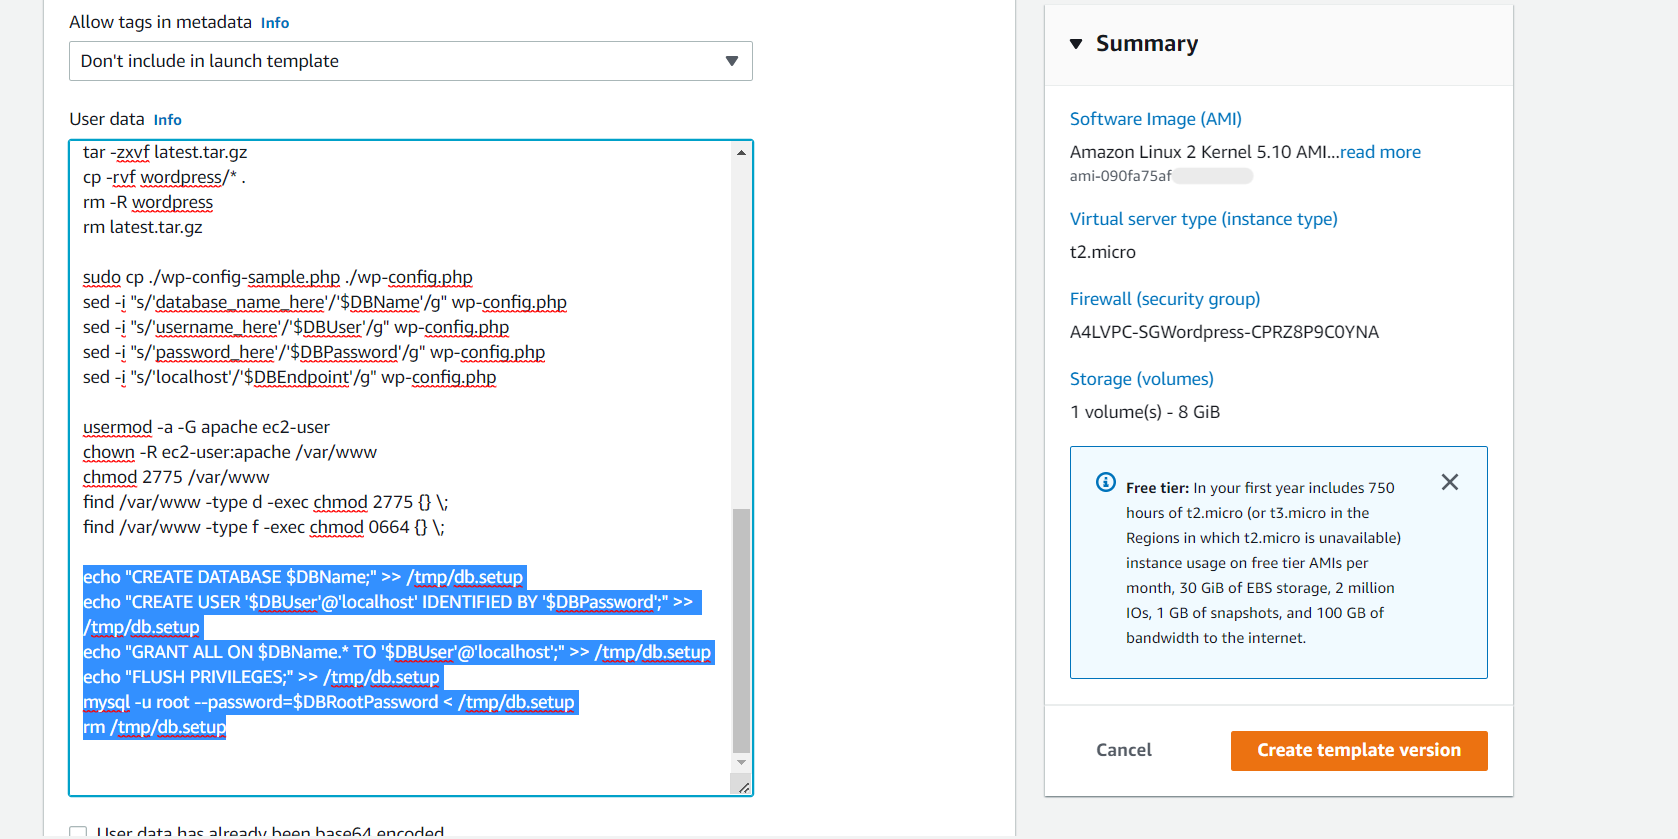 Allow tags in metadata Info
Don't include in launch template
User data Info
tar -zxvf latest.tar.gz
cp -rvf wordpress/* .
rm -R wordpress
rm latest.tar.gz
sudo cp ./wp-config-sample.php ./wp-config.php
sed -i "s/'database_name_here'/'$DBName'/g" wp-config.php
sed -i "s/'username_here'/'$DBUser'/g" wp-config.php
sed -i "s/'password_here'/'$DBPassword'/g" wp-config.php
sed -i "s/'localhost'/'$DBEndpoint'/g" wp-config.php
usermod -a -G apache ec2-user
chown -R ec2-user:apache /var/www
chmod 2775 /var/www
find /var/www -type d -exec chmod 2775 {} \;
find /var/www -type f -exec chmod 0664 {} \;
echo "CREATE DATABASE $DBName;" >> /tmp/db.setup
echo "CREATE USER '$DBUser'@'localhost' IDENTIFIED BY '$DBPassword';" >>
/tmp/db.setup
echo "GRANT ALL ON $DBName.* TO '$DBUser'@'localhost';" >> /tmp/db.setup
echo "FLUSH PRIVILEGES;" >> /tmp/db.setup
mysql -u root --password=$DBRootPassword < /tmp/db.setup
rm /tmp/db.setup
User data has already been base64 encoded
Summary
Software Image (AMI)
Amazon Linux 2 Kernel 5.10 AMI...read more
ami-090fa75af
Virtual server type (instance type)
t2.micro
Firewall (security group)
A4LVPC-SGWordpress-CPRZ8P9C0YNA
Storage (volumes)
1 volume(s) - 8 GiB
Free tier: In your first year includes 750
hours of t2.micro (or t3.micro in the
Regions in which t2.micro is unavailable)
instance usage on free tier AMIs per
month, 30 GiB of EBS storage, 2 million
IOs, 1 GB of snapshots, and 100 GB of
bandwidth to the internet.
Cancel
Create template version